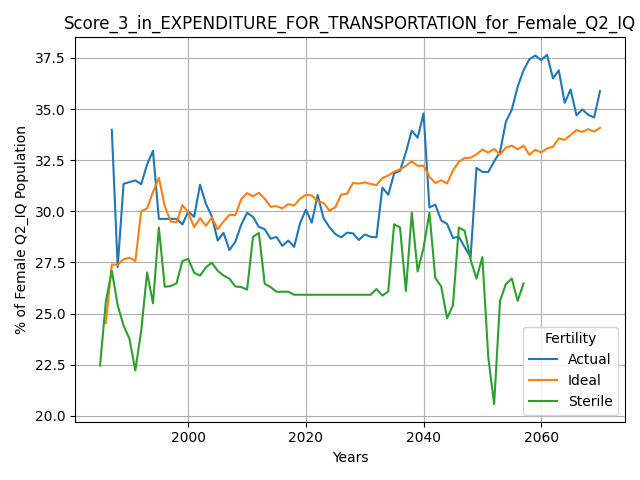 Score_3_in_EXPENDITURE_FOR_TRANSPORTATION_for_Female_Q2_IQ
37.5
35.0
32.5
30.0
27.5
25.0
22.5
20.0
% of Female Q2_IQ Population
Fertility
Actual
Ideal
Sterile
2000 2020 2040 2060
Years